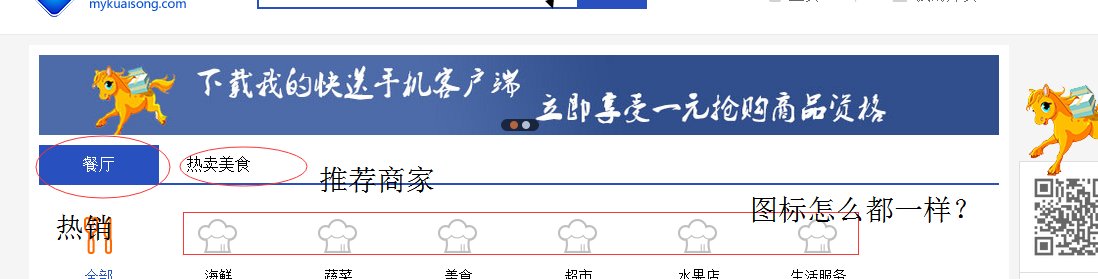 mykuaisong.com
下载我的快送手机客户端
立即享受一元抢购商品资格
餐厅
热卖美食
推荐商家
图标怎么都一样?
热销
全部
海鲜
蔬菜
美食
超市
水果店
生活服务